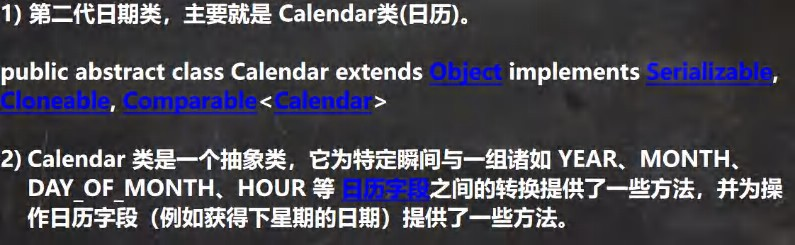 1) 第二代日期类，主要就是 Calendar类(日历)。
public abstract class Calendar extends Object implements Serializable,
Cloneable, Comparable<Calendar>
2) Calendar 类是一个抽象类，它为特定瞬间与一组诸如 YEAR、MONTH、
DAY_OF_MONTH、HOUR 等 日历字段之间的转换提供了一些方法，并为操
作日历字段（例如获得下星期的日期）提供了一些方法。